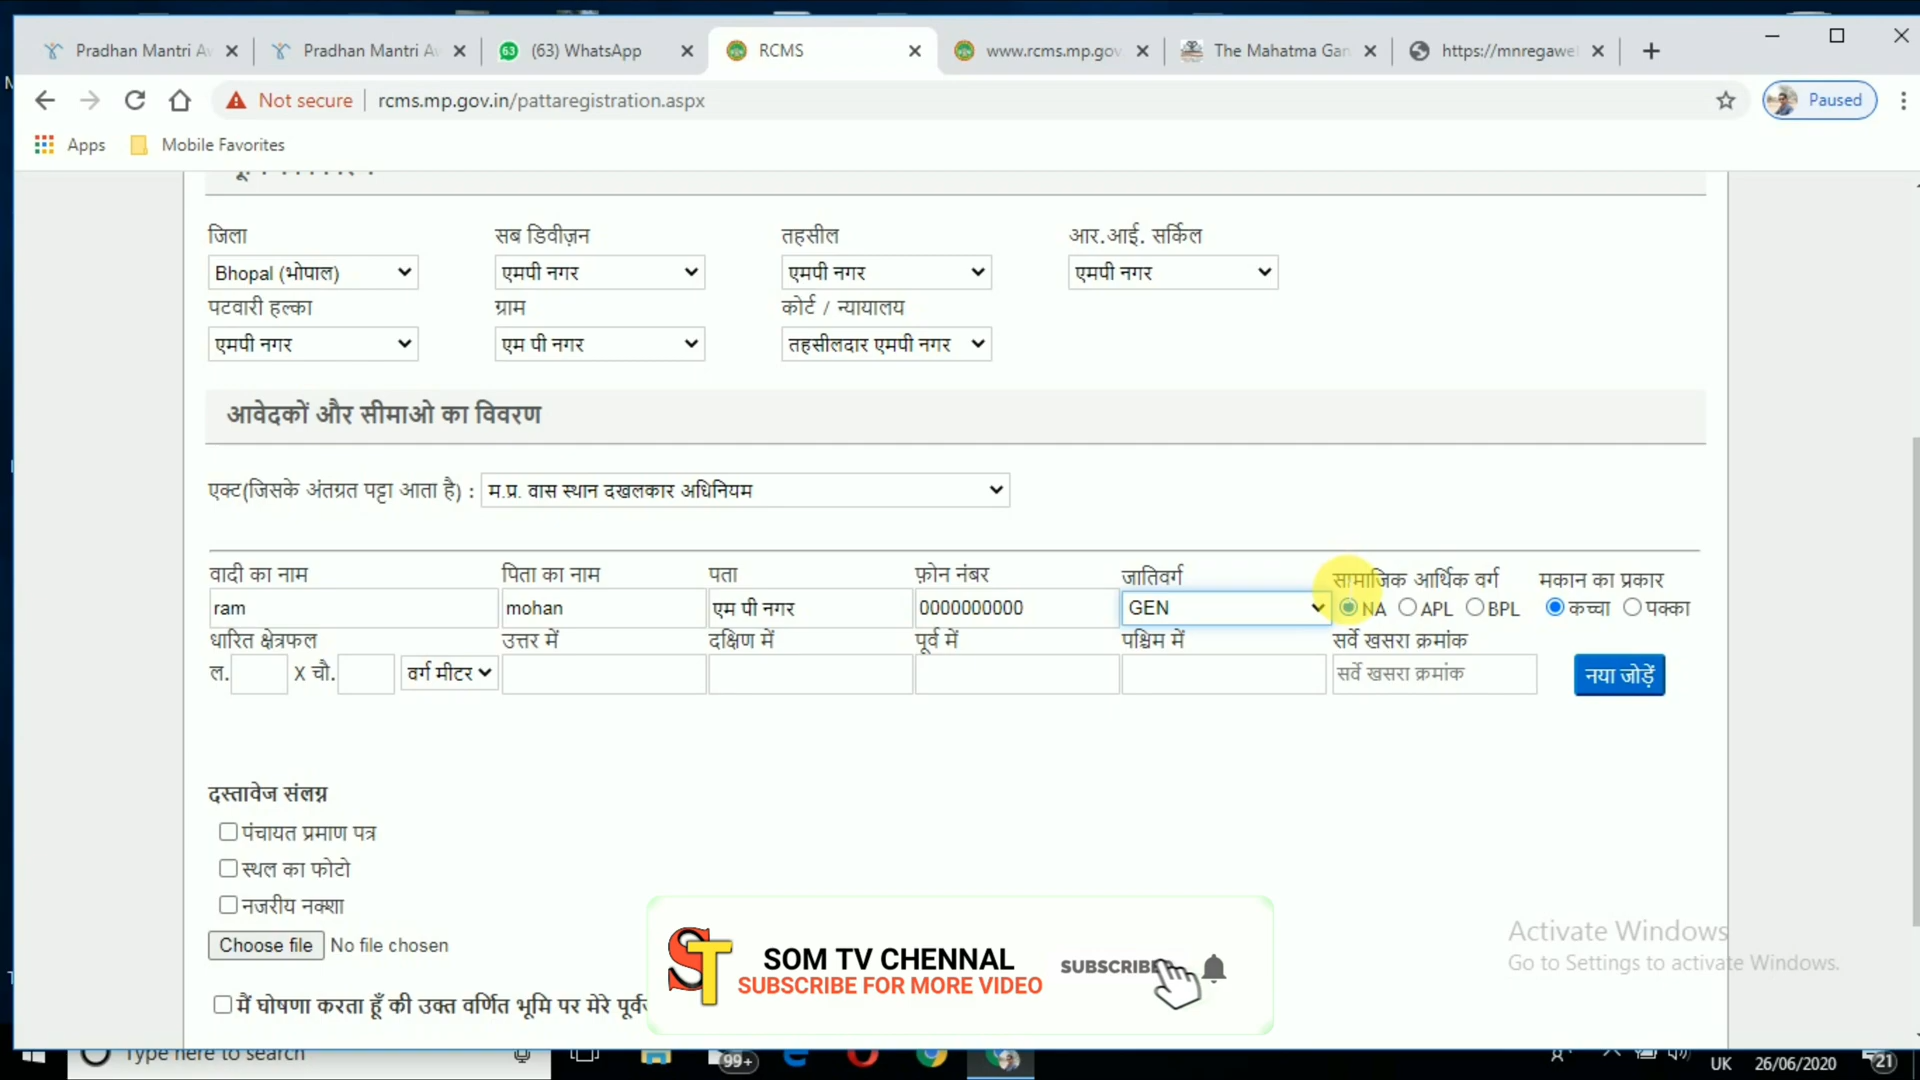 Pradhan Mantri Av
Pradhan Mantri Av
(63) WhatsApp
RCMS
www.rcms.mp.gov
The Mahatma Gan
https://mnregawe
Not secure
rcms.mp.gov.in/pattaregistration.aspx
Paused
Apps
Mobile Favorites
जिला
सब डिवीज़न
तहसील
आर.आई. सर्किल
Bhopal (भोपाल)
एमपी नगर
एमपी नगर
एमपी नगर
पटवारी हल्का
ग्राम
कोर्ट / न्यायालय
एमपी नगर
एम पी नगर
तहसीलदार एमपी नगर
आवेदकों और सीमाओ का विवरण
एक्ट(जिसके अंतग्रत पट्टा आता है) :
म.प्र. वास स्थान दखलकार अधिनियम
वादी का नाम
पिता का नाम
पता
फ़ोन नंबर
जातिवर्ग
सामाजिक आर्थिक वर्ग
मकान का प्रकार
ram
mohan
एम पी नगर
0000000000
GEN
NA APL BPL
कच्चा पक्का
धारित क्षेत्रफल
उत्तर में
दक्षिण में
पूर्व में
पश्चिम में
सर्वे खसरा क्रमांक
ल. X चौ. वर्ग मीटर
सर्वे खसरा क्रमांक
नया जोड़ें
दस्तावेज संलग्न
पंचायत प्रमाण पत्र
स्थल का फोटो
नजरीय नक्शा
Choose file No file chosen
मैं घोषणा करता हूँ की उक्त वर्णित भूमि पर मेरे
ST
SOM TV CHENNAL
SUBSCRIBE FOR MORE VIDEO
SUBSCRIBE
Activate Windows
Go to Settings to activate Windows.
Type here to search
99+
UK
26/06/2020
21